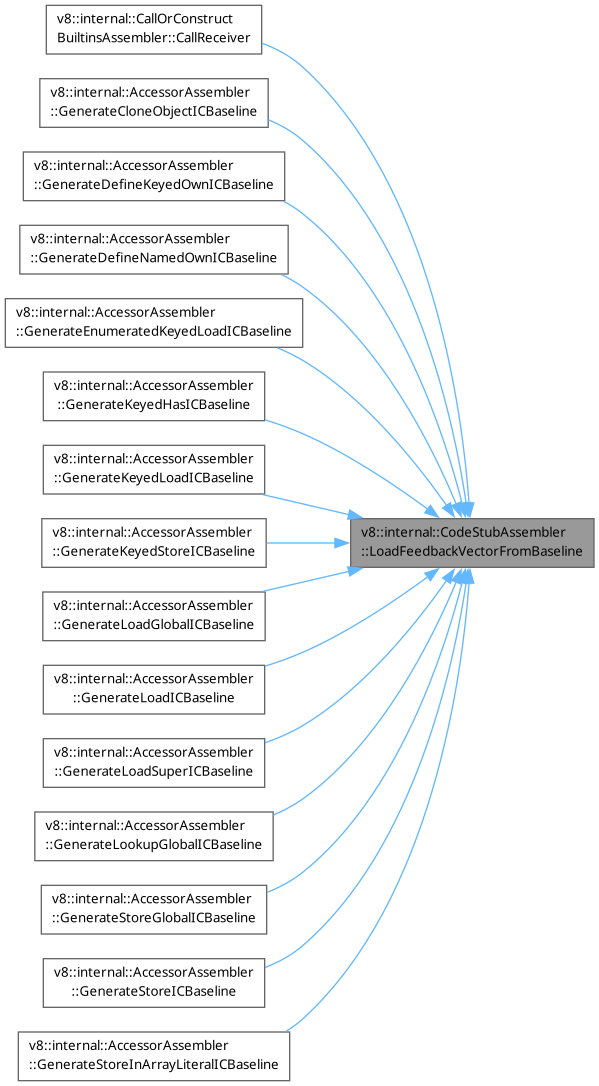 v8::internal::CallOrConstruct
BuiltinsAssembler::CallReceiver
v8::internal::AccessorAssembler
::GenerateCloneObjectICBaseline
v8::internal::AccessorAssembler
::GenerateDefineKeyedOwnICBaseline
v8::internal::AccessorAssembler
::GenerateDefineNamedOwnICBaseline
v8::internal::AccessorAssembler
::GenerateEnumeratedKeyedLoadICBaseline
v8::internal::AccessorAssembler
::GenerateKeyedHasICBaseline
v8::internal::AccessorAssembler
::GenerateKeyedLoadICBaseline
v8::internal::AccessorAssembler
::GenerateKeyedStoreICBaseline
v8::internal::CodeStubAssembler
::LoadFeedbackVectorFromBaseline
v8::internal::AccessorAssembler
::GenerateLoadGlobalICBaseline
v8::internal::AccessorAssembler
::GenerateLoadICBaseline
v8::internal::AccessorAssembler
::GenerateLoadSuperICBaseline
v8::internal::AccessorAssembler
::GenerateLookupGlobalICBaseline
v8::internal::AccessorAssembler
::GenerateStoreGlobalICBaseline
v8::internal::AccessorAssembler
::GenerateStoreICBaseline
v8::internal::AccessorAssembler
::GenerateStoreInArrayLiteralICBaseline